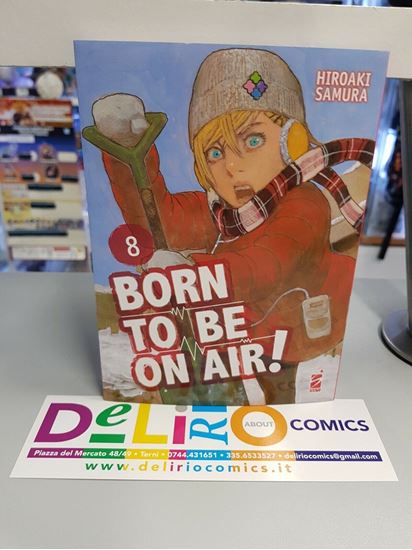 HIROAKI
SAMURA
8
BORN
TO BE
ON AIR!
DeLiRiO
ABOUT
COMICS
Piazza del Mercato 48/49 • Terni • 0744.431651 • 335.6533527 • deliriocomics@gmail.com
www.deliriocomics.it